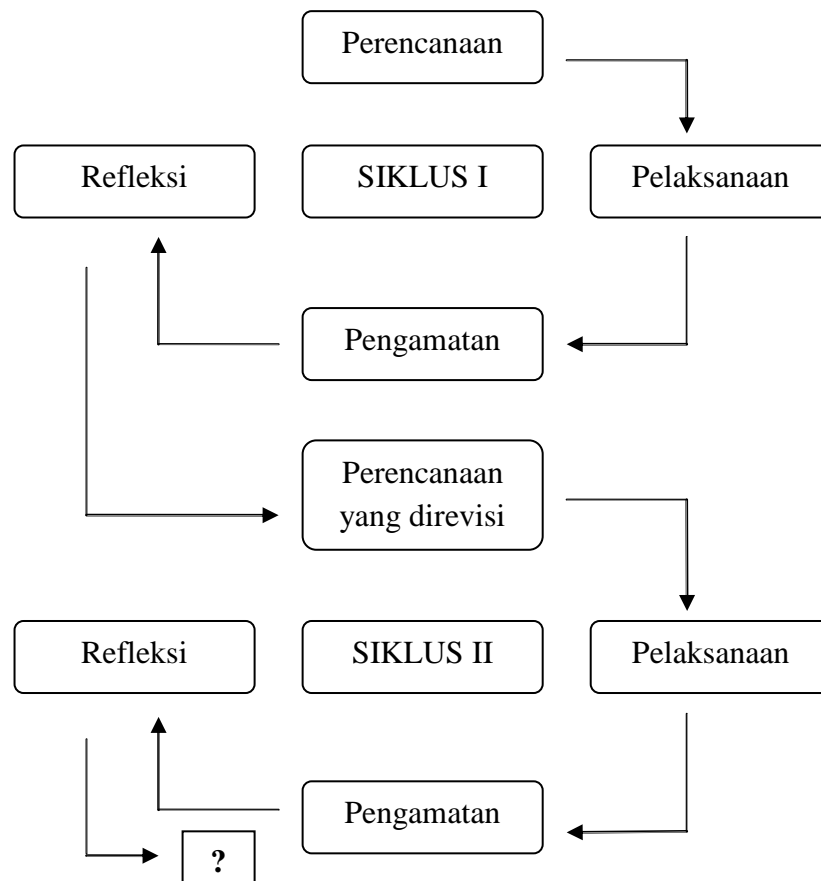 Perencanaan
Refleksi
SIKLUS I
Pelaksanaan
Pengamatan
Perencanaan
yang direvisi
Refleksi
SIKLUS II
Pelaksanaan
Pengamatan
?